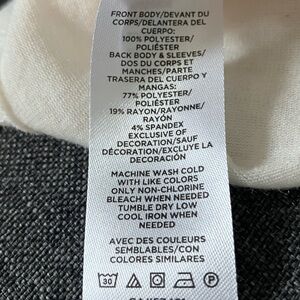 FRONT BODY/DEVANT DU
CORPS/DELANTERA DEL
CUERPO:
100% POLYESTER/
POLIÉSTER
BACK BODY & SLEEVES/
DOS DU CORPS ET
MANCHES/PARTE
TRASERA DEL CUERPO Y
MANGAS:
77% POLYESTER/
POLIÉSTER
19% RAYON/RAYONNE/
RAYÓN
4% SPANDEX
EXCLUSIVE OF
DECORATION/SAUF
DÉCORATION/EXCLUYE LA
DECORACIÓN
MACHINE WASH COLD
WITH LIKE COLORS
ONLY NON-CHLORINE
BLEACH WHEN NEEDED
TUMBLE DRY LOW
COOL IRON WHEN
NEEDED
AVEC DES COULEURS
SEMBLABLES/CON
COLORES SIMILARES
30
P